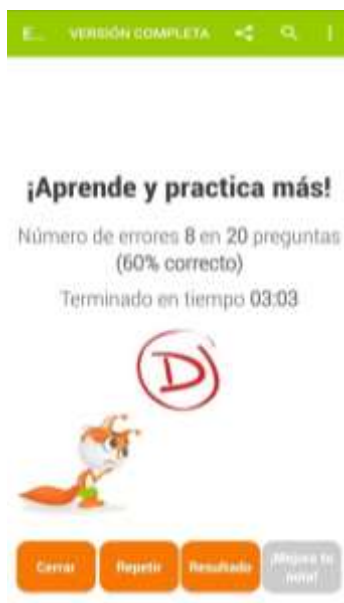 E... VERSIÓN COMPLETA
¡Aprende y practica más!
Número de errores 8 en 20 preguntas
(60% correcto)
Terminado en tiempo 03:03
D
Cerrar Repetir Resultado ¡Mejora tu
nota!